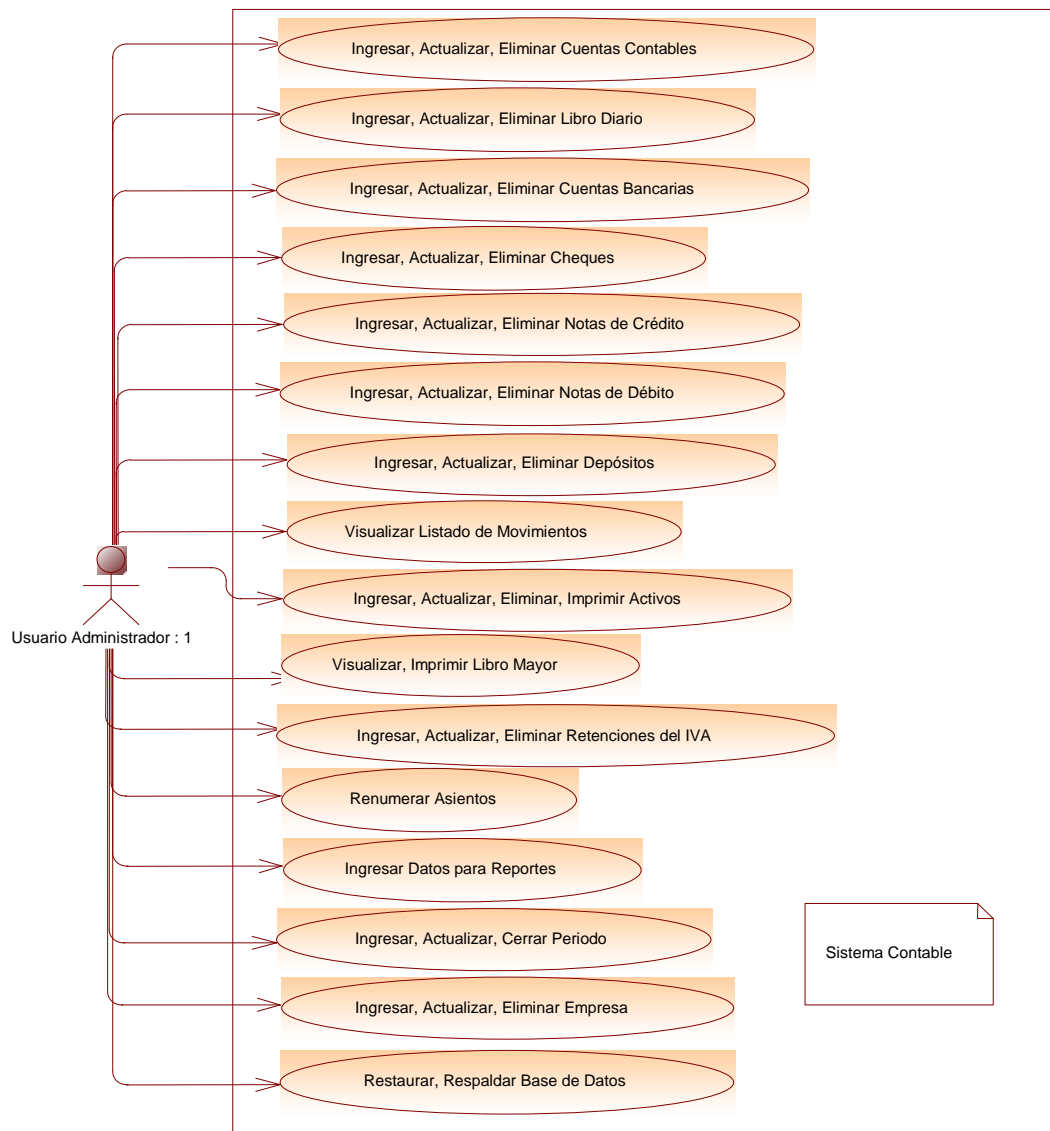 Ingresar, Actualizar, Eliminar Cuentas Contables
Ingresar, Actualizar, Eliminar Libro Diario
Ingresar, Actualizar, Eliminar Cuentas Bancarias
Ingresar, Actualizar, Eliminar Cheques
Ingresar, Actualizar, Eliminar Notas de Crédito
Ingresar, Actualizar, Eliminar Notas de Débito
Ingresar, Actualizar, Eliminar Depósitos
Visualizar Listado de Movimientos
Ingresar, Actualizar, Eliminar, Imprimir Activos
Usuario Administrador : 1
Visualizar, Imprimir Libro Mayor
Ingresar, Actualizar, Eliminar Retenciones del IVA
Renumerar Asientos
Ingresar Datos para Reportes
Ingresar, Actualizar, Cerrar Periodo
Sistema Contable
Ingresar, Actualizar, Eliminar Empresa
Restaurar, Respaldar Base de Datos